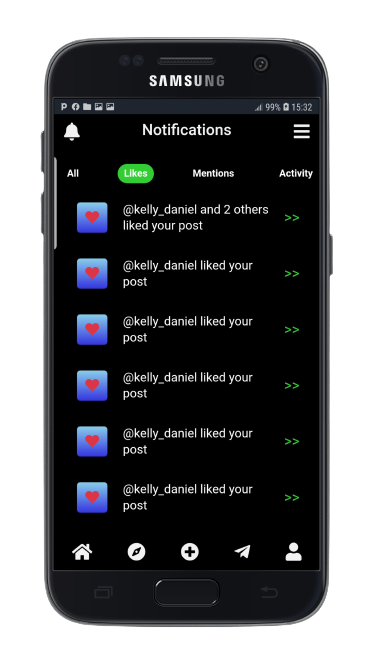 SAMSUNG
99% 15:32
Notifications
All Likes Mentions Activity
@kelly_daniel and 2 others
liked your post
>>
@kelly_daniel liked your
post
>>
@kelly_daniel liked your
post
>>
@kelly_daniel liked your
post
>>
@kelly_daniel liked your
post
>>
@kelly_daniel liked your
post
>>